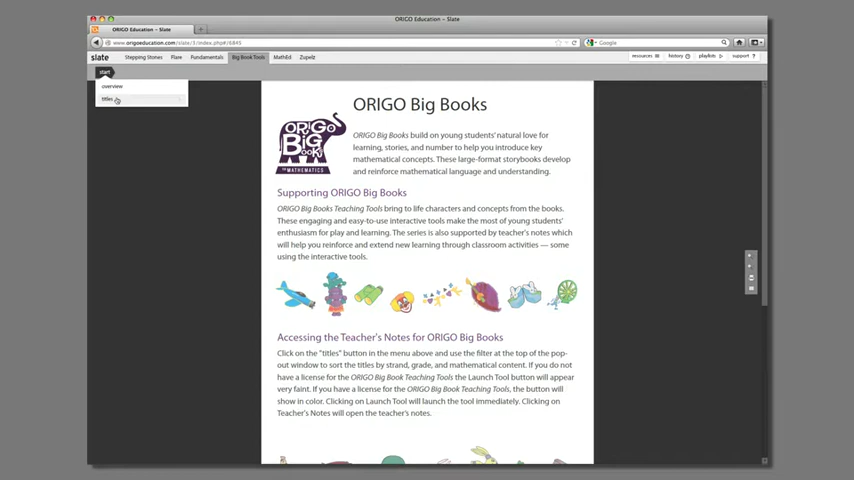 ORIGO Education – Slate
ORIGO Education – Slate
www.origoeducation.com/slate/3/index.php#/6845
Google
slate Stepping Stones Flare Fundamentals Big Book Tools MathEd Zupelz resources history playlists support ?
start
overview
titles
ORIGO Big Books
ORIGO
BIG
BOOK
MATHEMATICS
ORIGO Big Books build on young students' natural love for
learning, stories, and number to help you introduce key
mathematical concepts. These large-format storybooks develop
and reinforce mathematical language and understanding.
Supporting ORIGO Big Books
ORIGO Big Books Teaching Tools bring to life characters and concepts from the books.
These engaging and easy-to-use interactive tools make the most of young students'
enthusiasm for play and learning. The series is also supported by teacher's notes which
will help you reinforce and extend new learning through classroom activities — some
using the interactive tools.
Accessing the Teacher's Notes for ORIGO Big Books
Click on the "titles" button in the menu above and use the filter at the top of the pop-
out window to sort the titles by strand, grade, and mathematical content. If you do not
have a license for the ORIGO Big Book Teaching Tools the Launch Tool button will appear
very faint. If you have a license for the ORIGO Big Book Teaching Tools, the button will
show in color. Clicking on Launch Tool will launch the tool immediately. Clicking on
Teacher's Notes will open the teacher's notes.